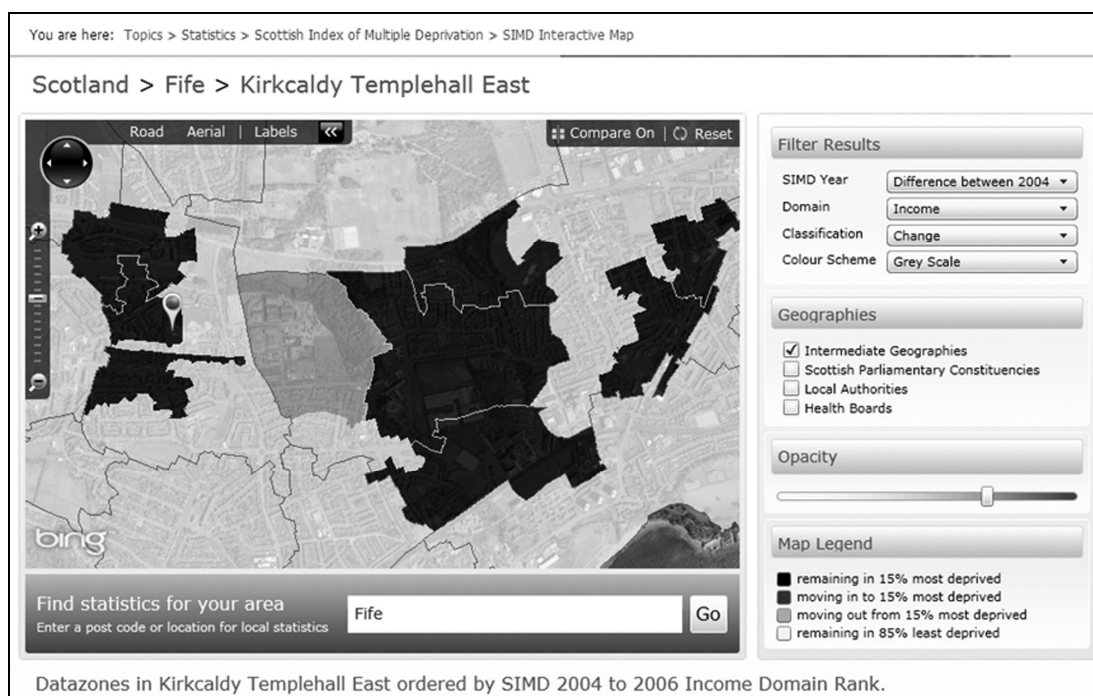 You are here: Topics > Statistics > Scottish Index of Multiple Deprivation > SIMD Interactive Map
Scotland > Fife > Kirkcaldy Templehall East
Road Aerial | Labels «
Compare On | Reset
bing
Find statistics for your area
Enter a post code or location for local statistics
Fife
Go
Filter Results
SIMD Year Difference between 2004
Domain Income
Classification Change
Colour Scheme Grey Scale
Geographies
Intermediate Geographies
Scottish Parliamentary Constituencies
Local Authorities
Health Boards
Opacity
Map Legend
remaining in 15% most deprived
moving in to 15% most deprived
moving out from 15% most deprived
remaining in 85% least deprived
Datazones in Kirkcaldy Templehall East ordered by SIMD 2004 to 2006 Income Domain Rank.